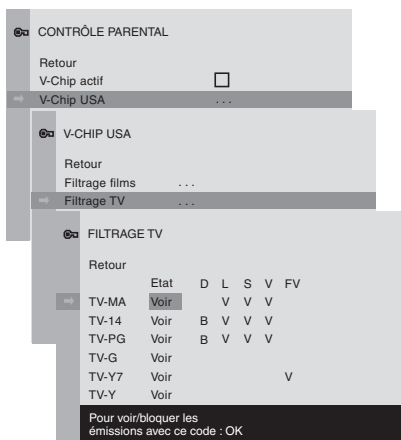 CONTRÔLE PARENTAL
Retour
V-Chip actif
V-Chip USA . . .
V-CHIP USA
Retour
Filtrage films . . .
Filtrage TV . . .
FILTRAGE TV
Retour
Etat D L S V FV
TV-MA Voir V V V
TV-14 Voir B V V V
TV-PG Voir B V V V
TV-G Voir
TV-Y7 Voir V
TV-Y Voir
Pour voir/bloquer les
émissions avec ce code : OK